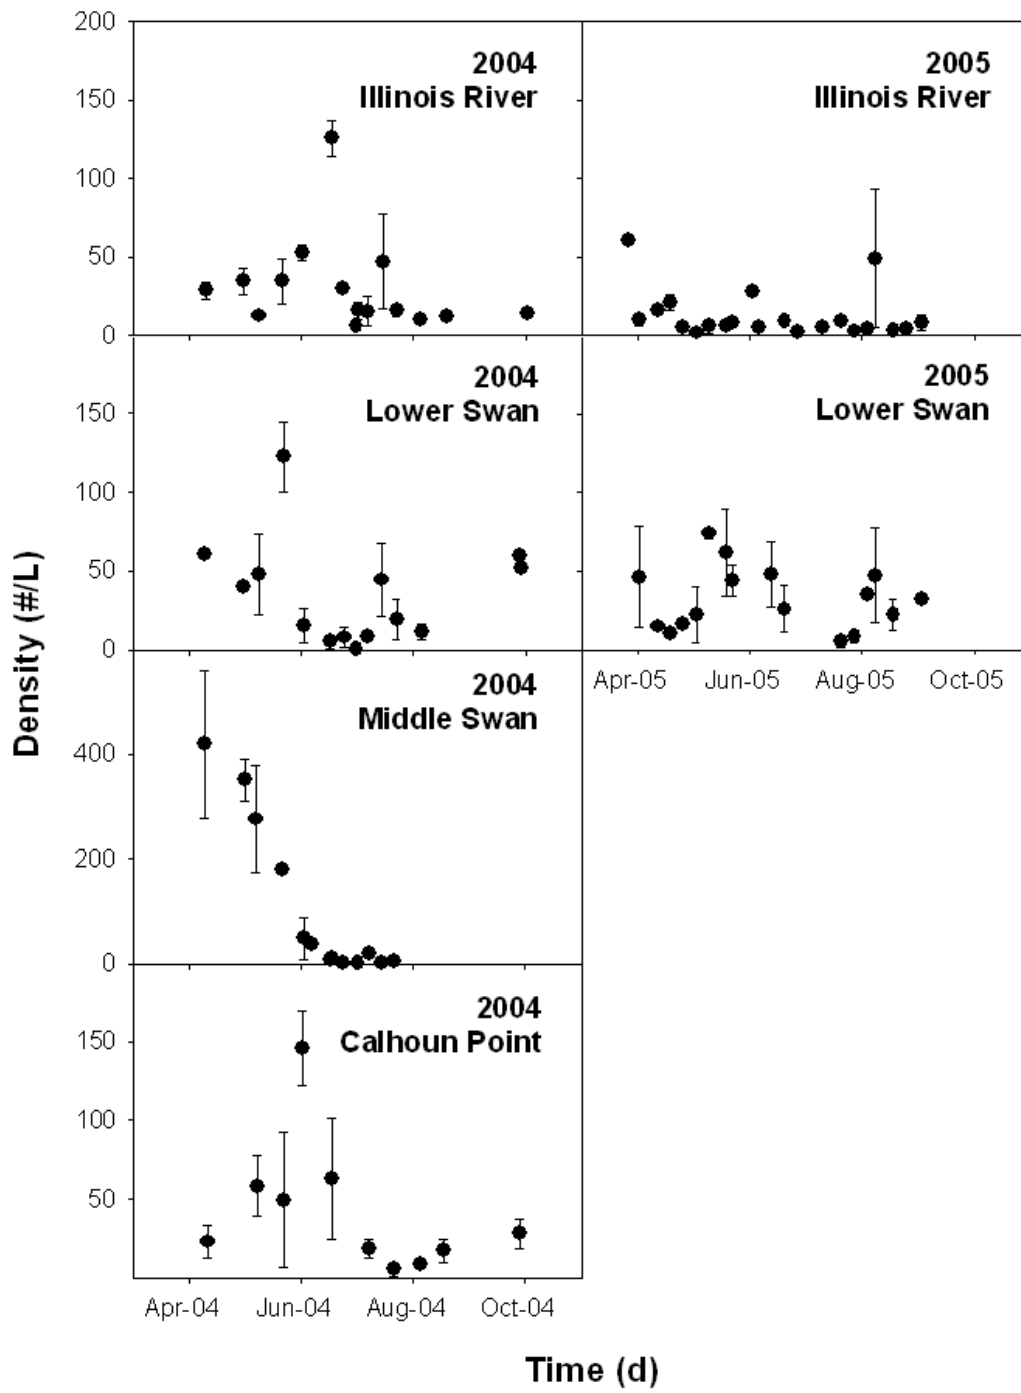 200
150
100
50
0
2004
Illinois River
2005
Illinois River
150
100
50
0
2004
Lower Swan
2005
Lower Swan
Apr-05
Jun-05
Aug-05
Oct-05
400
200
0
2004
Middle Swan
150
100
50
2004
Calhoun Point
Apr-04
Jun-04
Aug-04
Oct-04
Density (#/L)
Time (d)